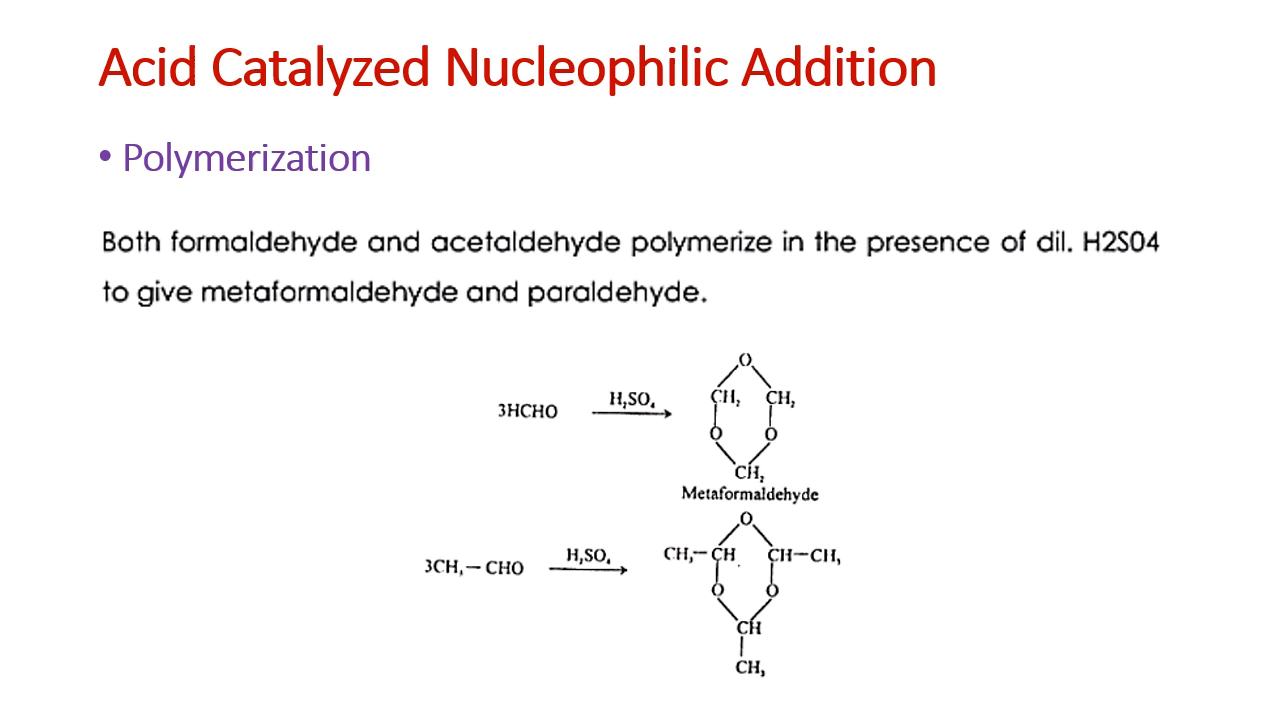 Acid Catalyzed Nucleophilic Addition
• Polymerization
Both formaldehyde and acetaldehyde polymerize in the presence of dil. H2S04
to give metaformaldehyde and paraldehyde.
O
3HCHO H₂SO₄ CH₂ CH₂
O O
CH₂
Metaformaldehyde
O
3CH₃—CHO H₂SO₄ CH₃—CH CH—CH₃
O O
CH
CH₃